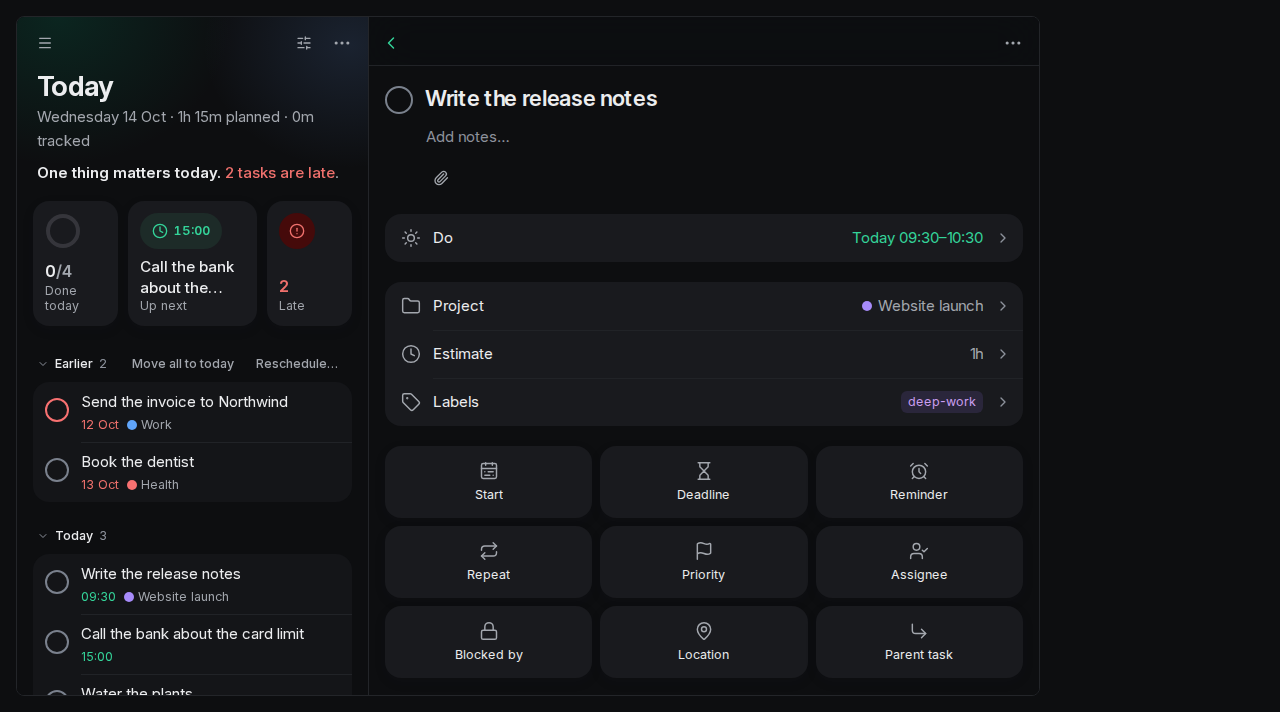 Today
Wednesday 14 Oct · 1h 15m planned · 0m
tracked
One thing matters today. 2 tasks are late.
0/4
Done
today
15:00
Call the bank
about the…
Up next
2
Late
Earlier 2 Move all to today Reschedule…
Send the invoice to Northwind
12 Oct Work
Book the dentist
13 Oct Health
Today 3
Write the release notes
09:30 Website launch
Call the bank about the card limit
15:00
Water the plants
Write the release notes
Add notes…
Do Today 09:30–10:30
Project Website launch
Estimate 1h
Labels deep-work
Start Deadline Reminder
Repeat Priority Assignee
Blocked by Location Parent task